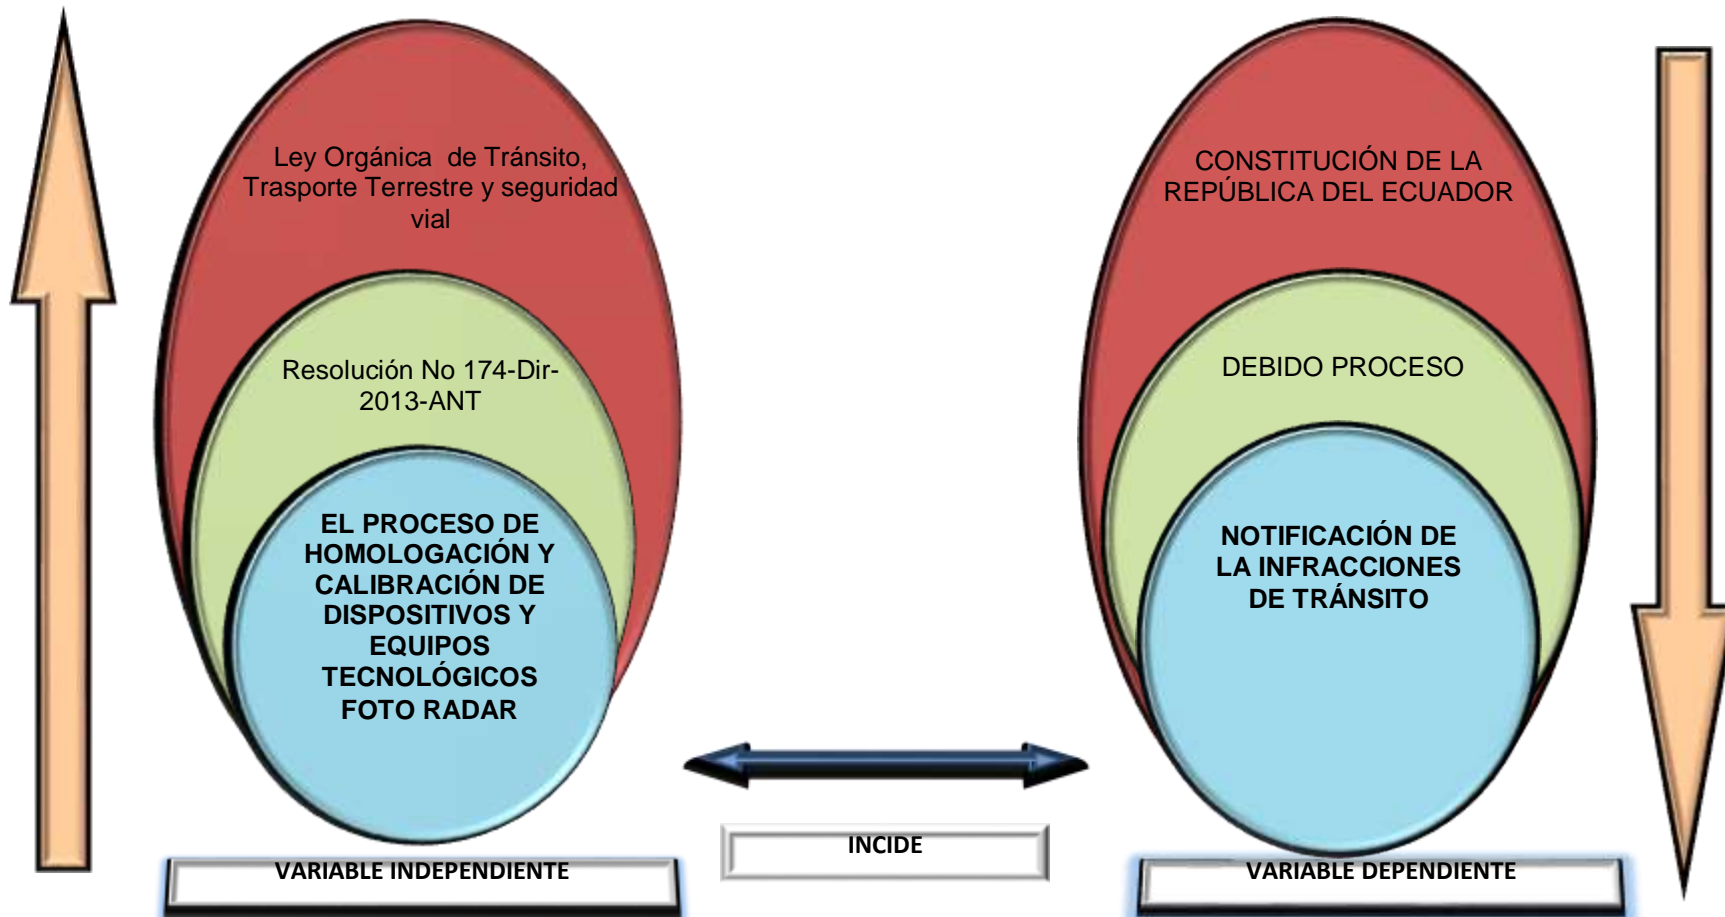 Ley Orgánica  de Tránsito,
Trasporte Terrestre y seguridad
vial
Resolución No 174-Dir-
2013-ANT
EL PROCESO DE
HOMOLOGACIÓN Y
CALIBRACIÓN DE
DISPOSITIVOS Y
EQUIPOS
TECNOLÓGICOS
FOTO RADAR
VARIABLE INDEPENDIENTE
INCIDE
CONSTITUCIÓN DE LA
REPÚBLICA DEL ECUADOR
DEBIDO PROCESO
NOTIFICACIÓN DE
LA INFRACCIONES
DE TRÁNSITO
VARIABLE DEPENDIENTE